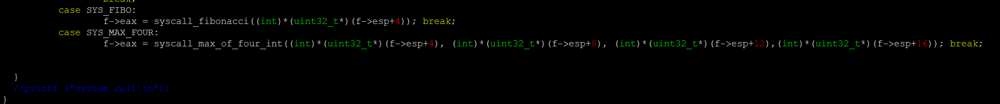 break;
case SYS_FIBO:
f->eax = syscall_fibonacci((int)*(uint32_t*)(f->esp+4)); break;
case SYS_MAX_FOUR:
f->eax = syscall_max_of_four_int((int)*(uint32_t*)(f->esp+4), (int)*(uint32_t*)(f->esp+8), (int)*(uint32_t*)(f->esp+12),(int)*(uint32_t*)(f->esp+16)); break;
}
//printf ("system call!\n");
}